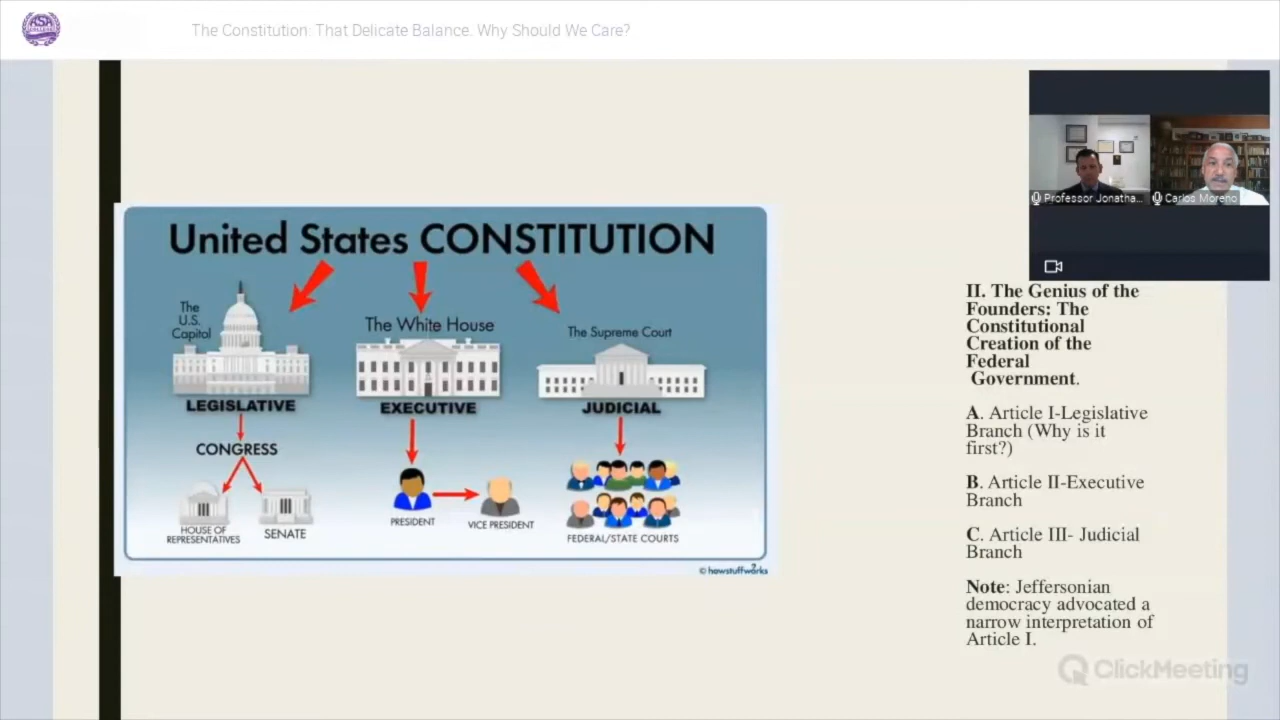 The Constitution: That Delicate Balance. Why Should We Care?
ASA
Professor Jonatha...
Carlos Moreno
United States CONSTITUTION
The
U.S.
Capital
The White House
The Supreme Court
LEGISLATIVE
EXECUTIVE
JUDICIAL
CONGRESS
HOUSE OF
REPRESENTATIVES
SENATE
PRESIDENT
VICE PRESIDENT
FEDERAL/STATE COURTS
© howstuffworks
II. The Genius of the
Founders: The
Constitutional
Creation of the
Federal
Government.
A. Article I-Legislative
Branch (Why is it
first?)
B. Article II-Executive
Branch
C. Article III- Judicial
Branch
Note: Jeffersonian
democracy advocated a
narrow interpretation of
Article I.
ClickMeeting